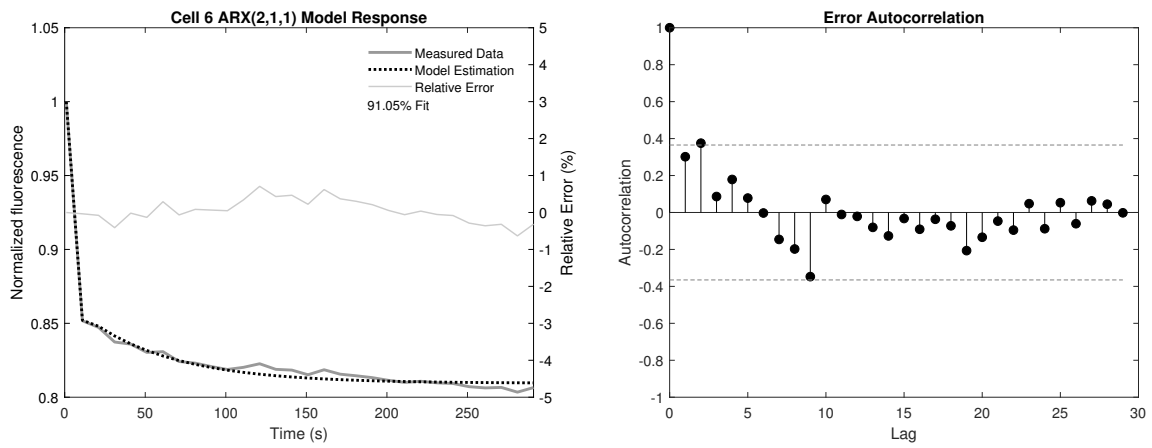 Cell 6 ARX(2,1,1) Model Response
1.05
1
0.95
0.9
0.85
0.8
Normalized fluorescence
5
4
3
2
1
0
-1
-2
-3
-4
-5
Relative Error (%)
Measured Data
Model Estimation
Relative Error
91.05% Fit
0 50 100 150 200 250
Time (s)
Error Autocorrelation
1
0.8
0.6
0.4
0.2
0
-0.2
-0.4
-0.6
-0.8
-1
Autocorrelation
0 5 10 15 20 25 30
Lag